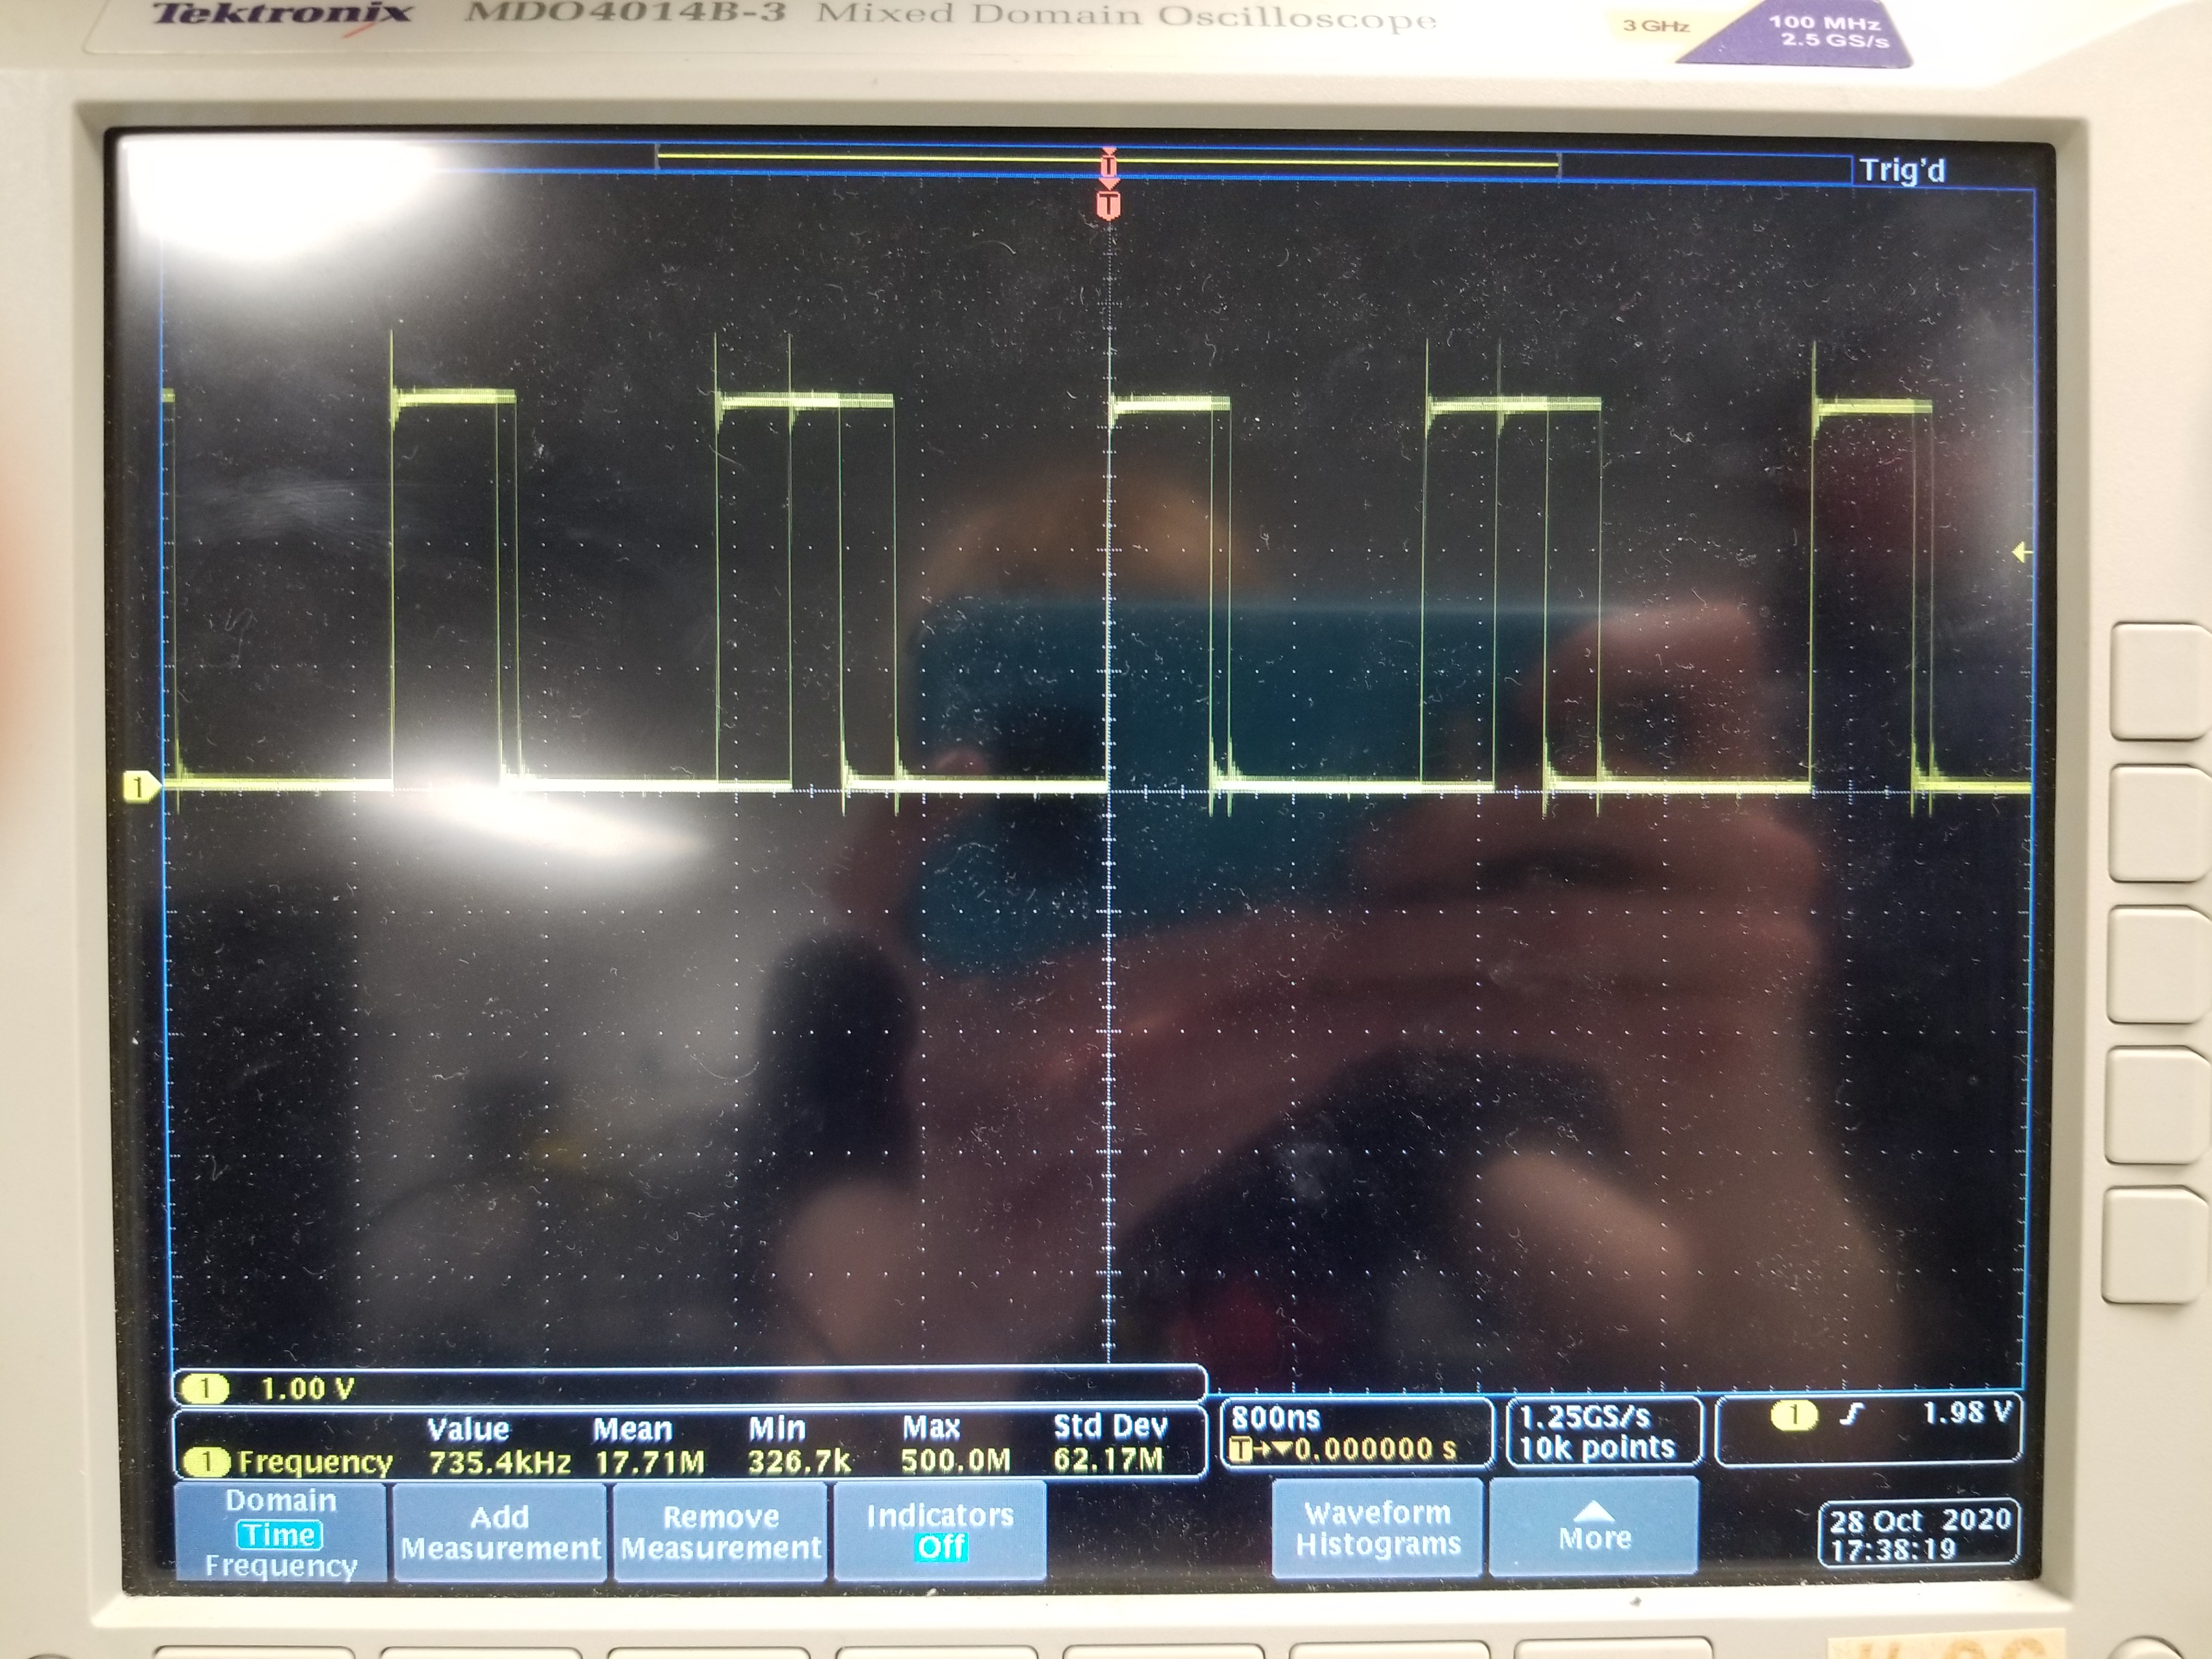 Tektronix MDO4014B-3 Mixed Domain Oscilloscope
3 GHz
100 MHz
2.5 GS/s
Trig'd
T
T
1
1 1.00 V
Value Mean Min Max Std Dev
1 Frequency 735.4kHz 17.71M 326.7k 500.0M 62.17M
800ns
T→▼0.000000 s
1.25GS/s
10k points
1 1.98 V
Domain
Time
Frequency
Add
Measurement
Remove
Measurement
Indicators
Off
Waveform
Histograms
More
28 Oct 2020
17:38:19